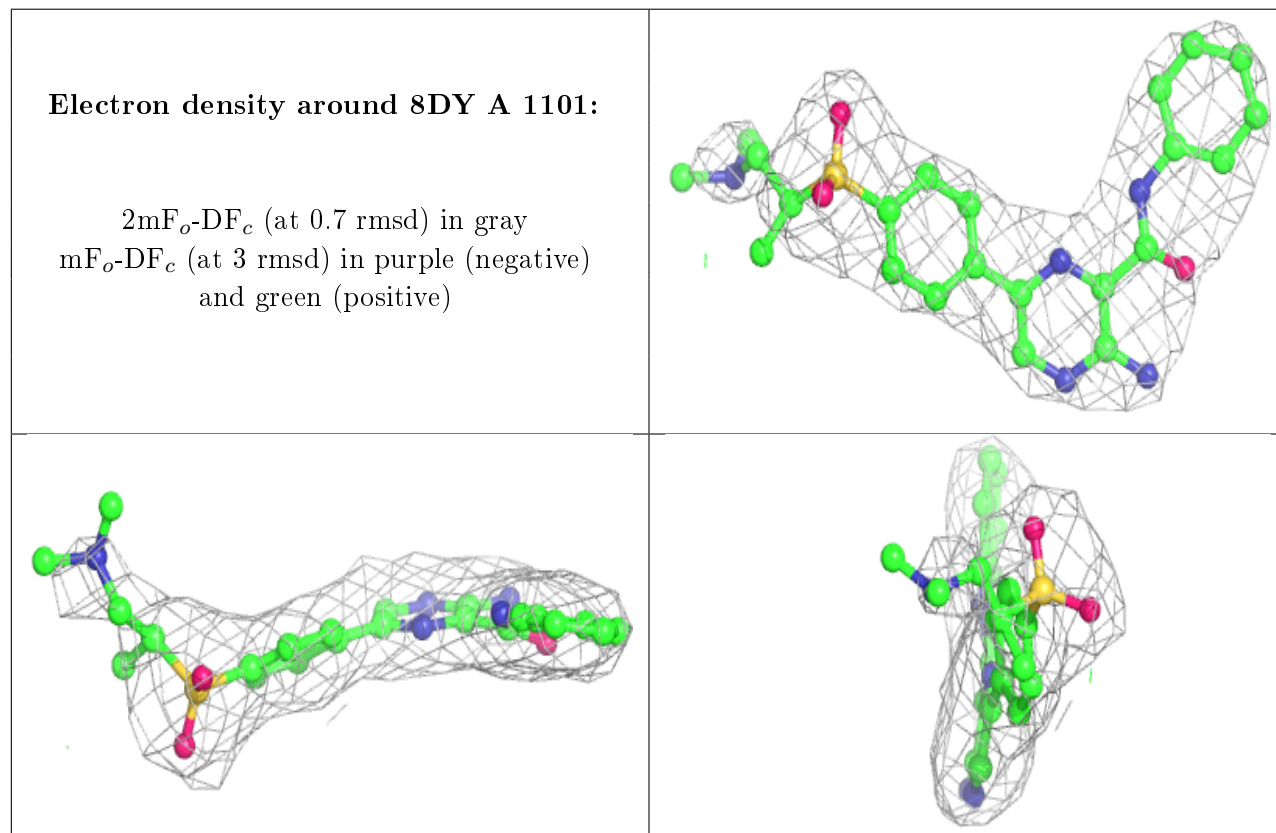 Electron density around 8DY A 1101:
2mFo-DFc (at 0.7 rmsd) in gray
mFo-DFc (at 3 rmsd) in purple (negative)
and green (positive)